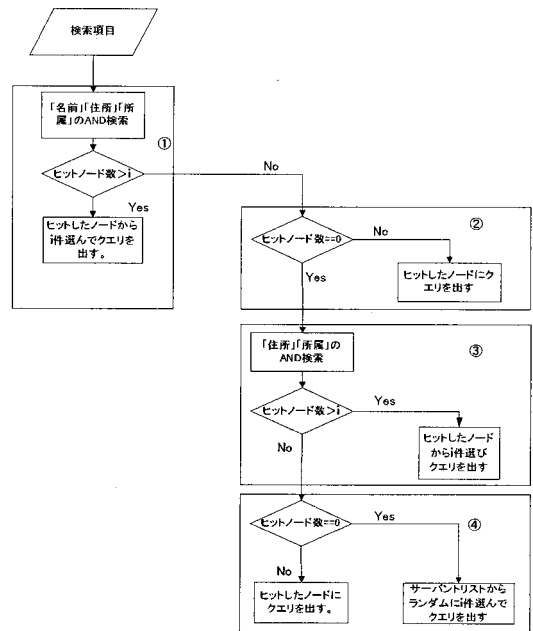 検索項目
「名前」「住所」「所
属」のAND検索
①
ヒットノード数>i
No
Yes
ヒットしたノードから
i件選んでクエリを
出す。
②
ヒットノード数==0
No
Yes
ヒットしたノードにク
エリを出す
「住所」「所属」の
AND検索
③
ヒットノード数>i
Yes
No
ヒットしたノード
からi件選び
クエリを出す
④
ヒットノード数==0
Yes
No
ヒットしたノードに
クエリを出す。
サーバントリストから
ランダムにi件選んで
クエリを出す